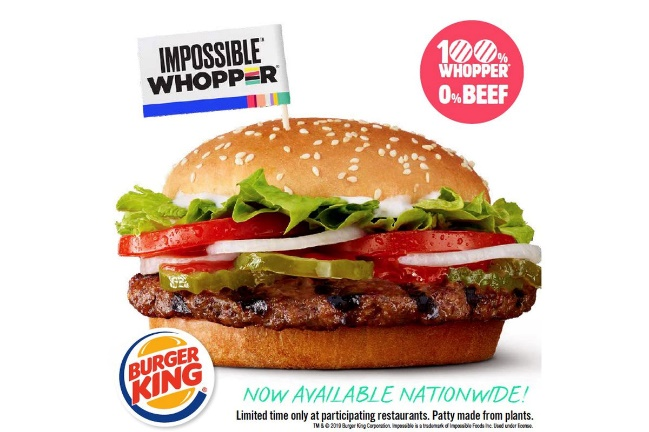 IMPOSSIBLE™
WHOPPER®
100%
WHOPPER®
0% BEEF
BURGER
KING®
NOW AVAILABLE NATIONWIDE!
Limited time only at participating restaurants. Patty made from plants.
TM & © 2019 Burger King Corporation. Impossible is a trademark of Impossible Foods Inc. Used under license.